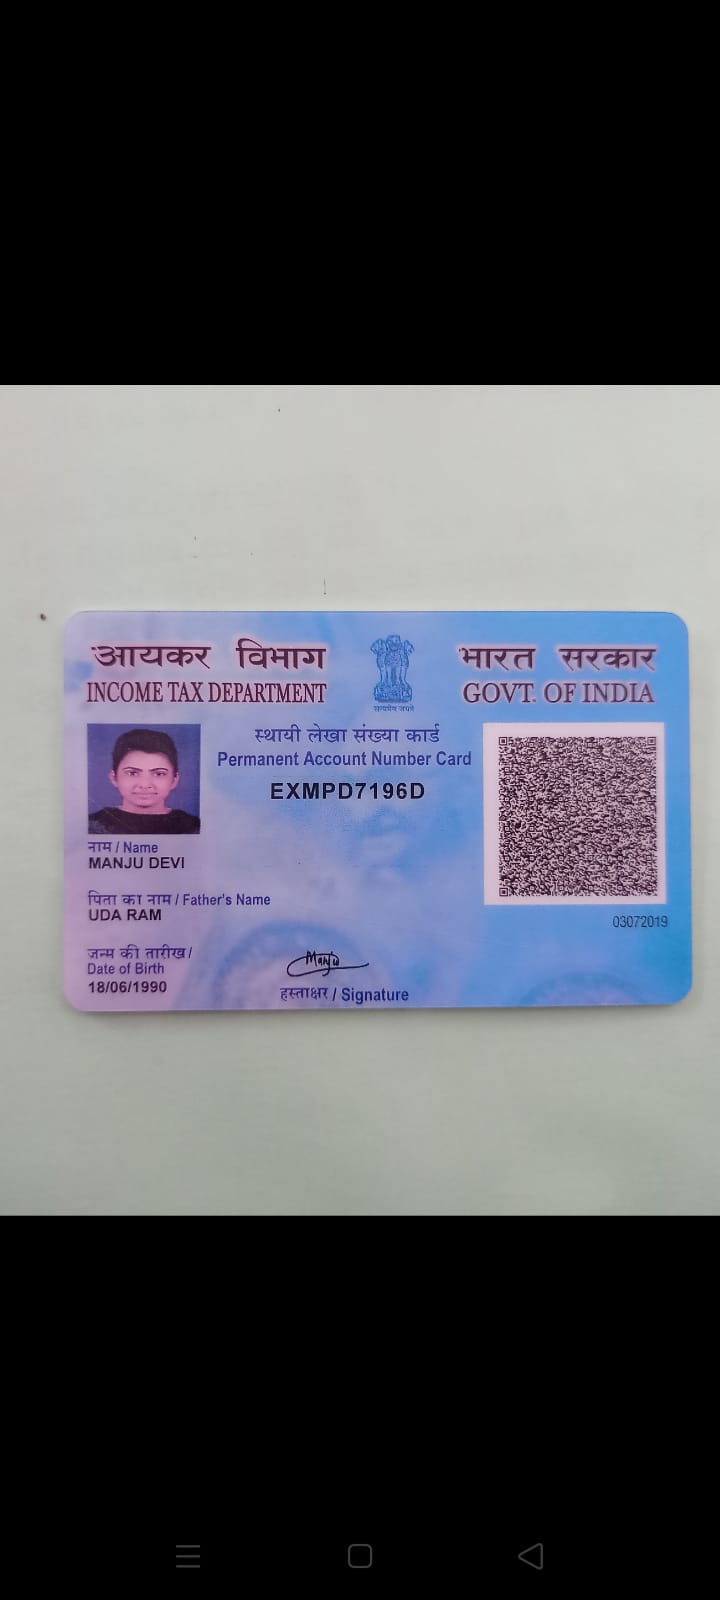 आयकर विभाग
INCOME TAX DEPARTMENT
भारत सरकार
GOVT. OF INDIA
सत्यमेव जयते
स्थायी लेखा संख्या कार्ड
Permanent Account Number Card
EXMPD7196D
नाम / Name
MANJU DEVI
पिता का नाम / Father's Name
UDA RAM
जन्म की तारीख /
Date of Birth
18/06/1990
Manju
हस्ताक्षर / Signature
03072019